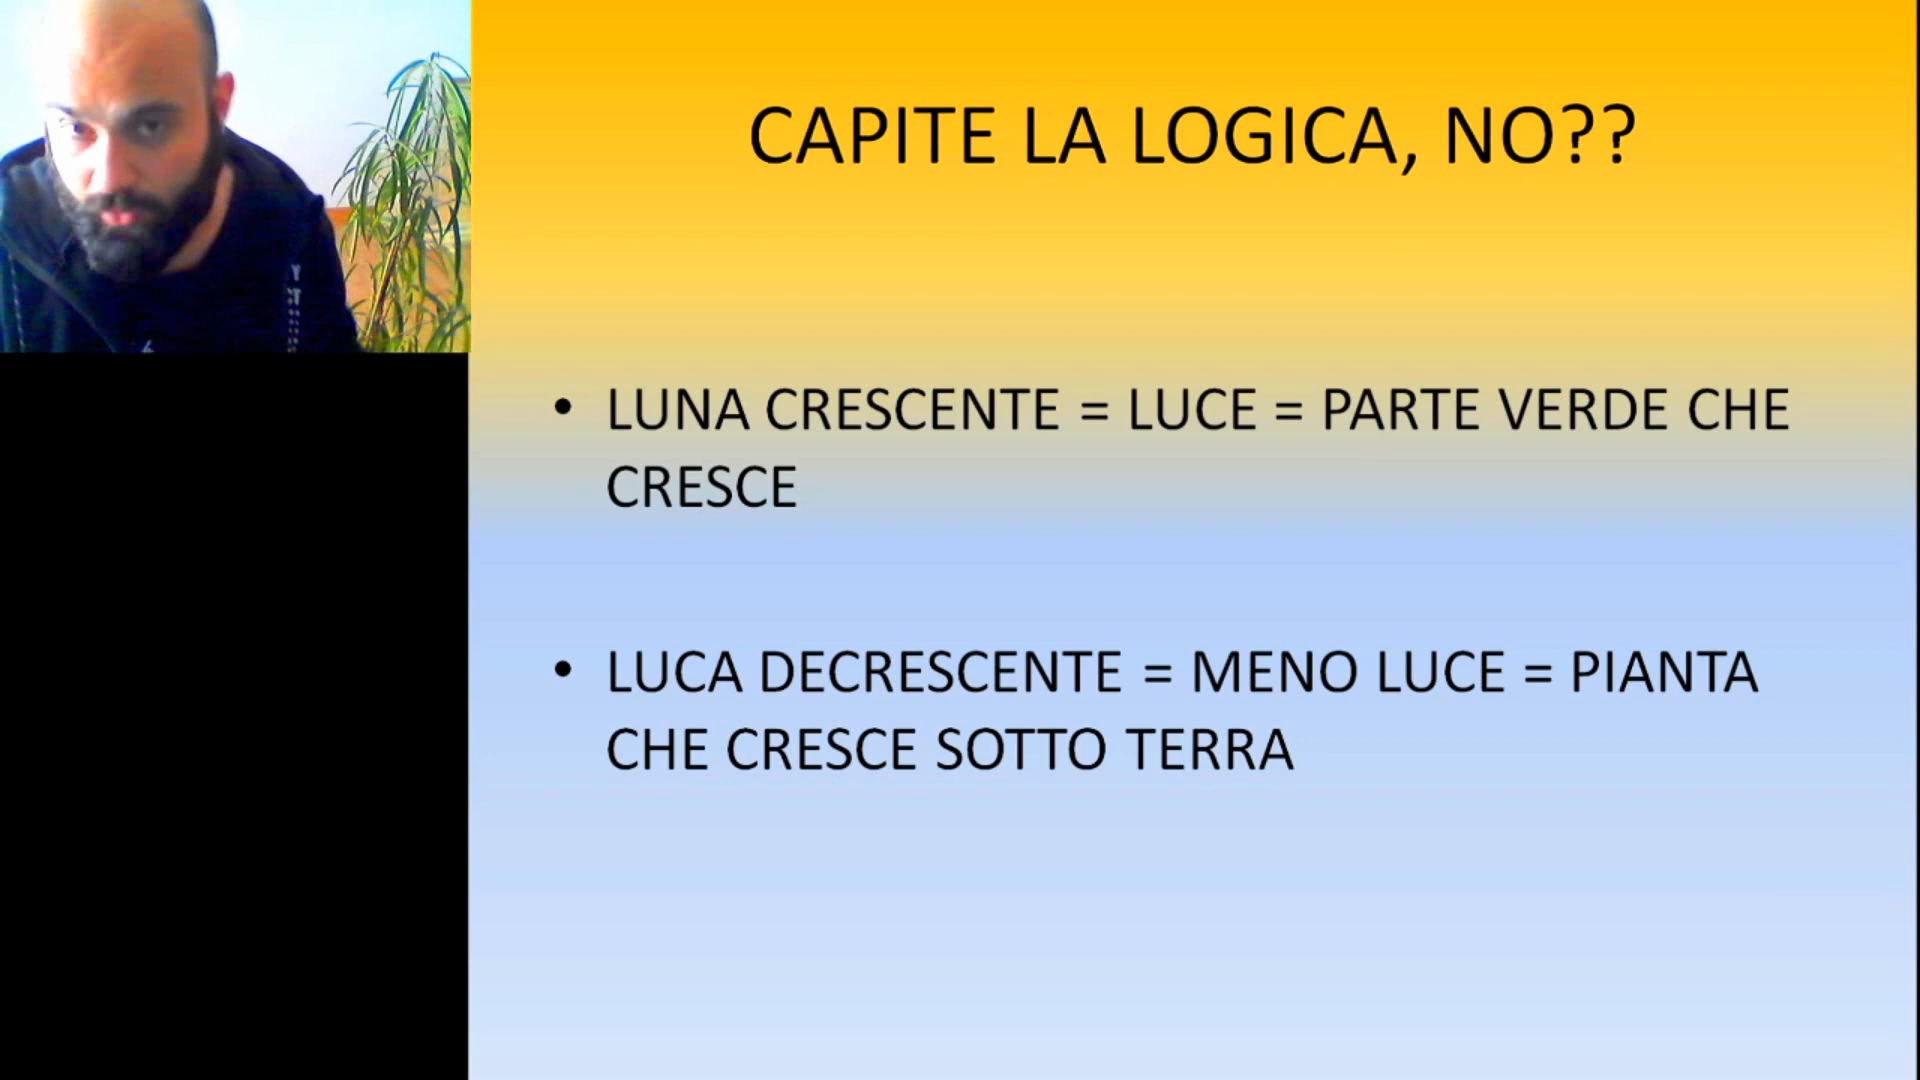 CAPITE LA LOGICA, NO??
• LUNA CRESCENTE = LUCE = PARTE VERDE CHE
CRESCE
• LUCA DECRESCENTE = MENO LUCE = PIANTA
CHE CRESCE SOTTO TERRA